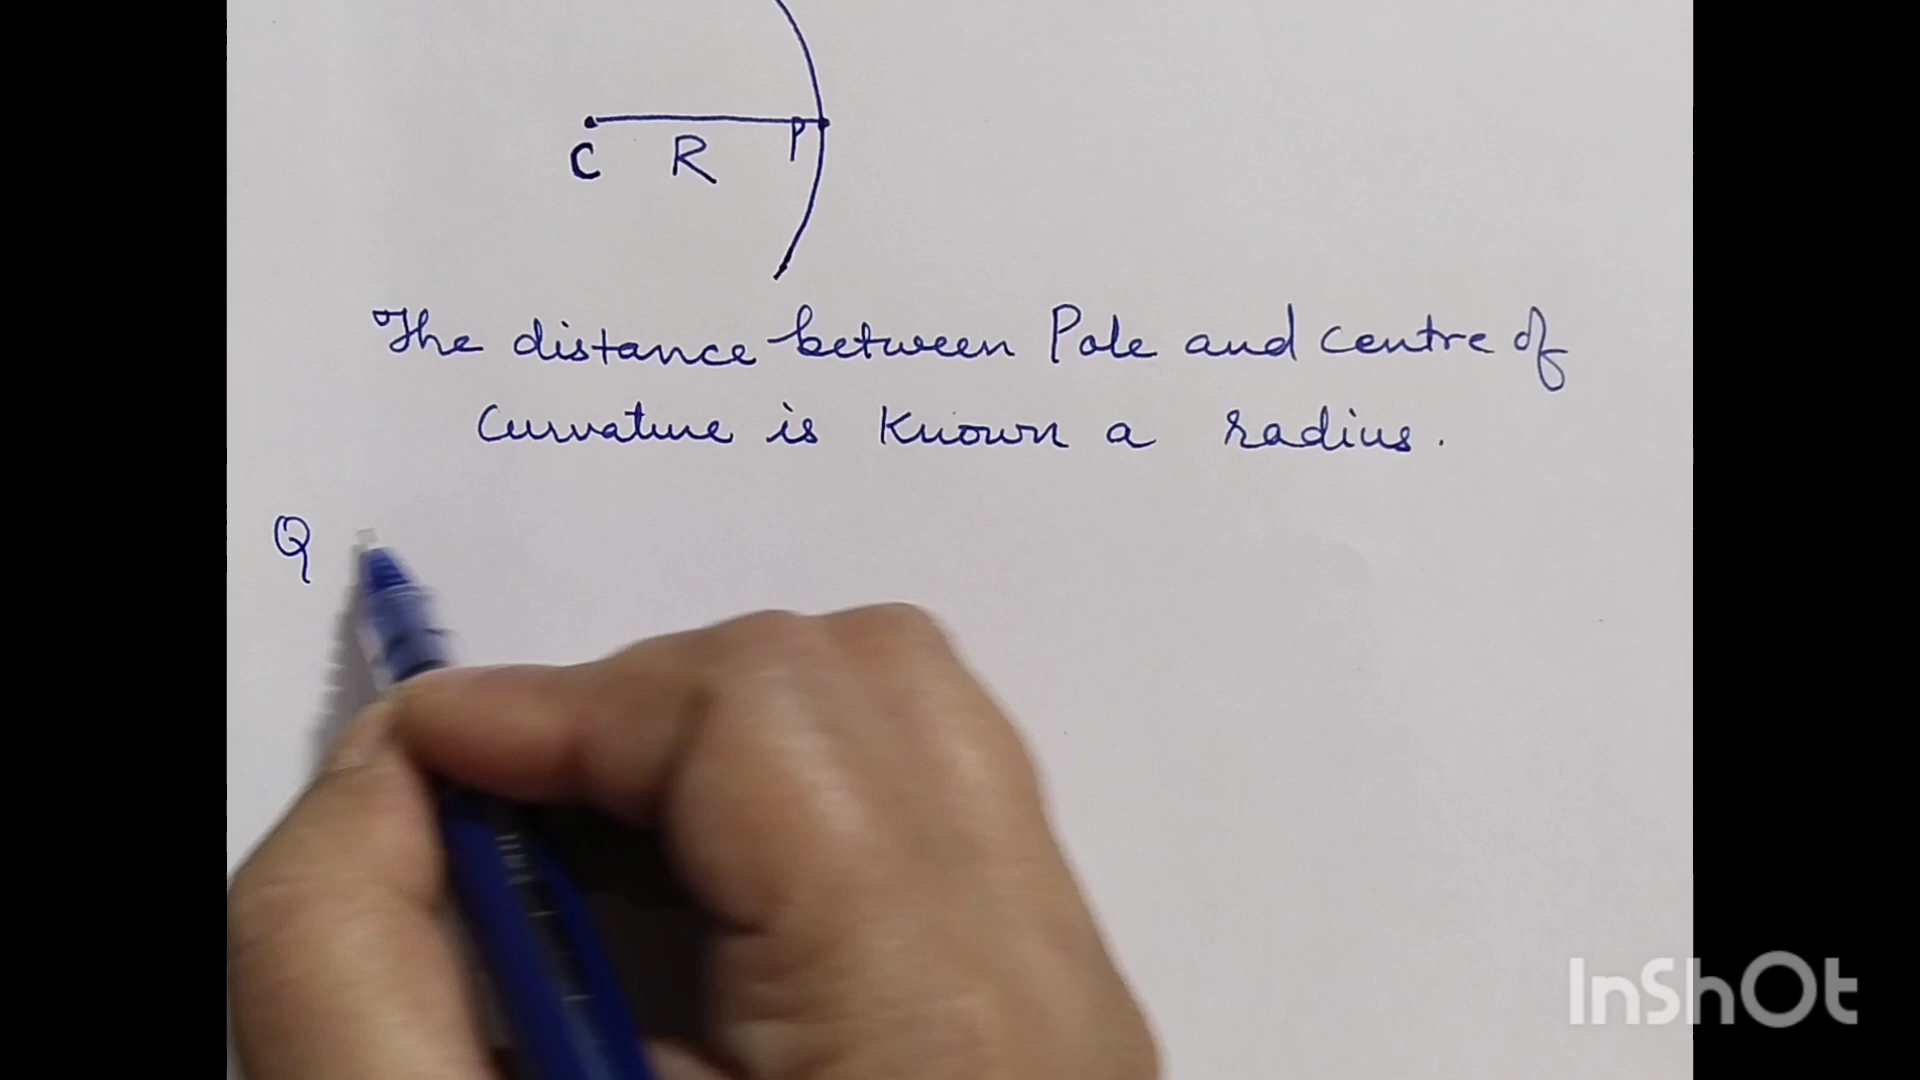 C R P
The distance between Pole and centre of
Curvature is Known a radius.
Q
InShOt